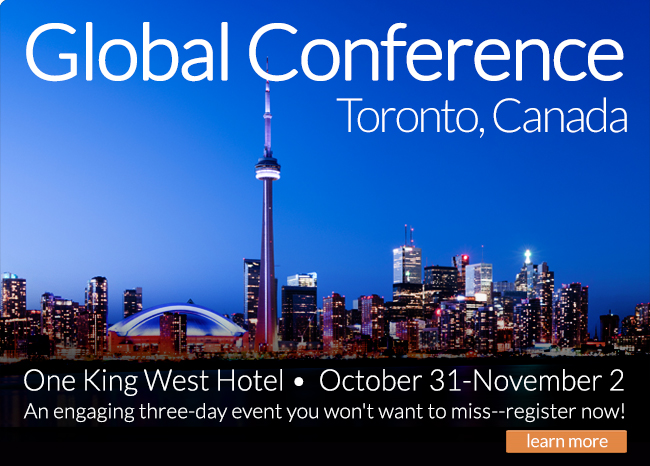 Global Conference
Toronto, Canada
One King West Hotel • October 31-November 2
An engaging three-day event you won't want to miss--register now!
learn more